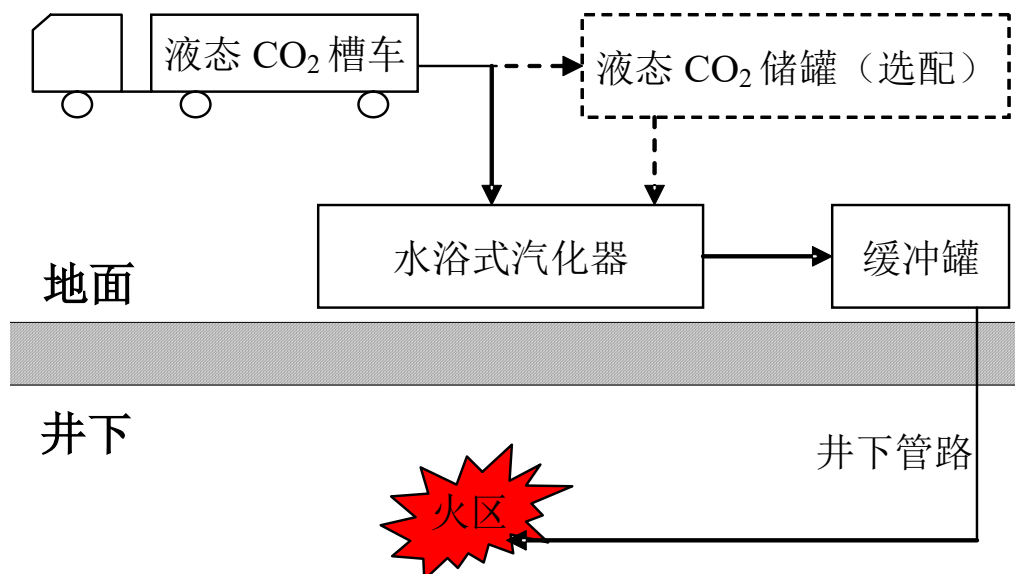 液态 CO₂ 槽车
液态 CO₂ 储罐（选配）
水浴式汽化器
缓冲罐
地面
井下
井下管路
火区